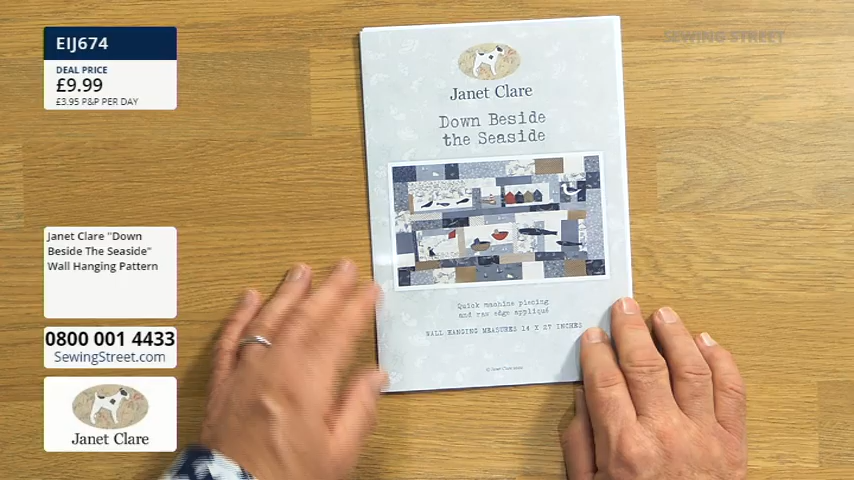 EIJ674
DEAL PRICE
£9.99
£3.95 P&P PER DAY
Janet Clare "Down
Beside The Seaside"
Wall Hanging Pattern
0800 001 4433
SewingStreet.com
Janet Clare
SEWING STREET
Janet Clare
Down Beside
the Seaside
Quick machine piecing
and raw edge appliqué
WALL HANGING MEASURES 14 X 27 INCHES